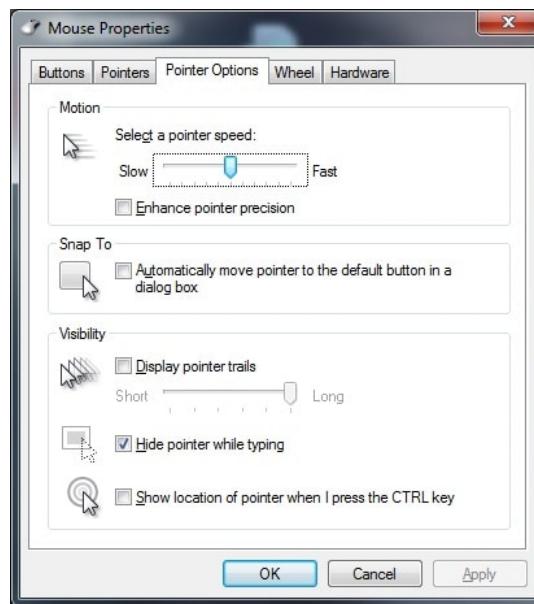 Mouse Properties
Buttons Pointers Pointer Options Wheel Hardware
Motion
Select a pointer speed:
Slow Fast
Enhance pointer precision
Snap To
Automatically move pointer to the default button in a
dialog box
Visibility
Display pointer trails
Short Long
Hide pointer while typing
Show location of pointer when I press the CTRL key
OK Cancel Apply